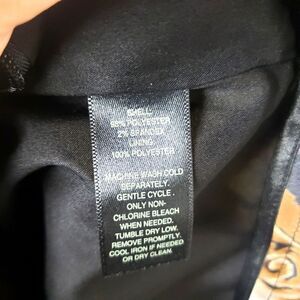 SHELL
98% POLYESTER
2% SPANDEX
LINING
100% POLYESTER
MACHINE WASH COLD
SEPARATELY.
GENTLE CYCLE.
ONLY NON-
CHLORINE BLEACH
WHEN NEEDED.
TUMBLE DRY LOW.
REMOVE PROMPTLY.
COOL IRON IF NEEDED
OR DRY CLEAN.